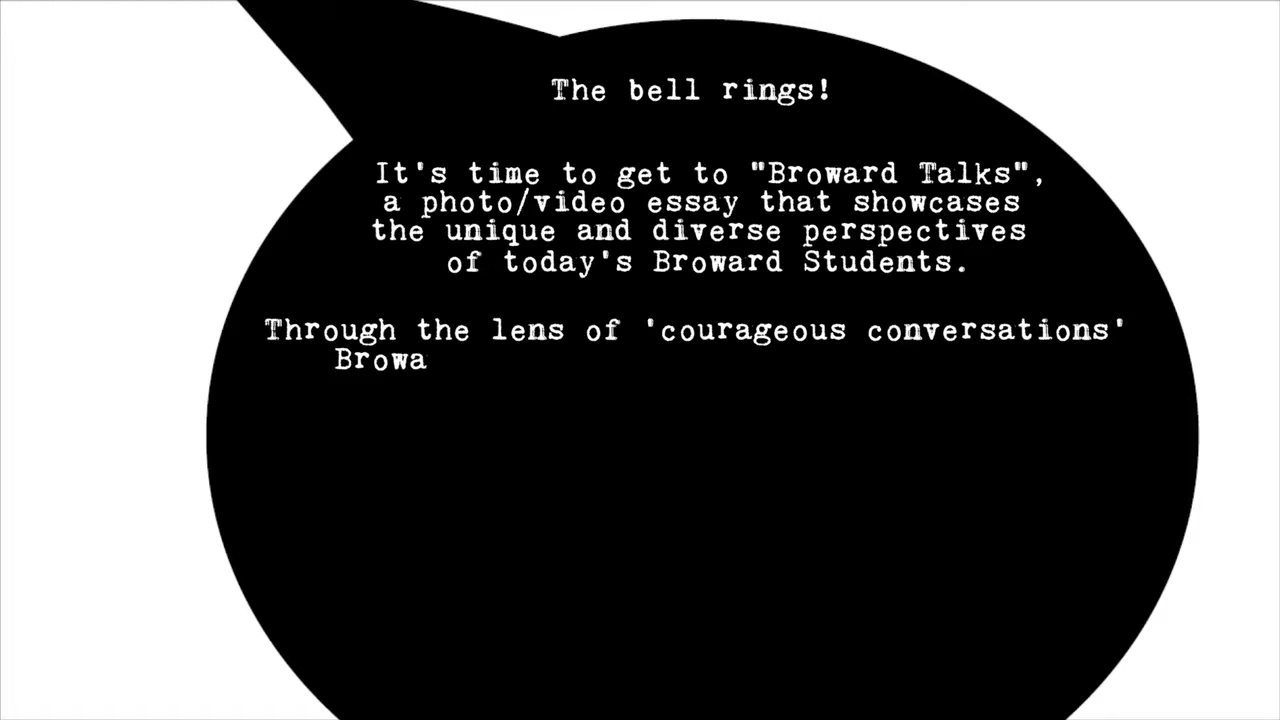 The bell rings!
It's time to get to "Broward Talks",
a photo/video essay that showcases
the unique and diverse perspectives
of today's Broward Students.
Through the lens of 'courageous conversations'
Browa